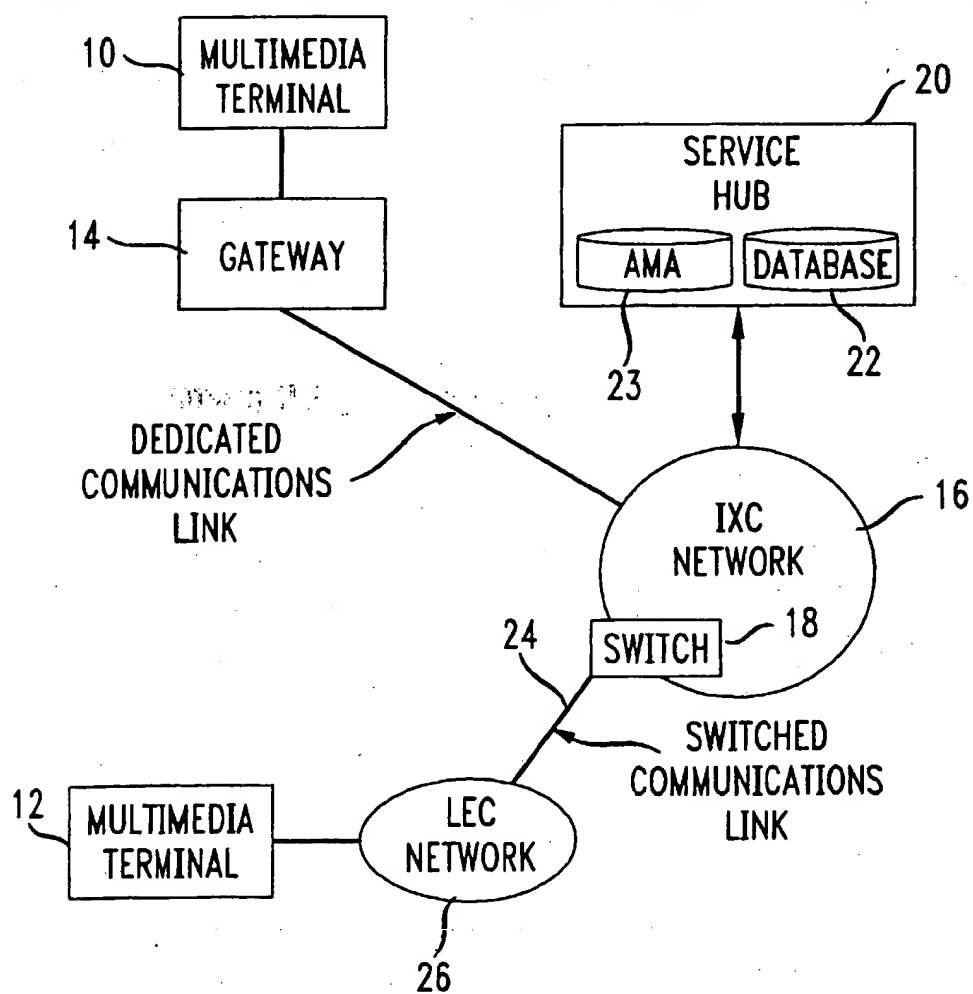 10
MULTIMEDIA
TERMINAL
20
SERVICE
HUB
14
GATEWAY
AMA
DATABASE
23
22
DEDICATED
COMMUNICATIONS
LINK
IXC
NETWORK
16
SWITCH
18
24
SWITCHED
COMMUNICATIONS
LINK
12
MULTIMEDIA
TERMINAL
LEC
NETWORK
26